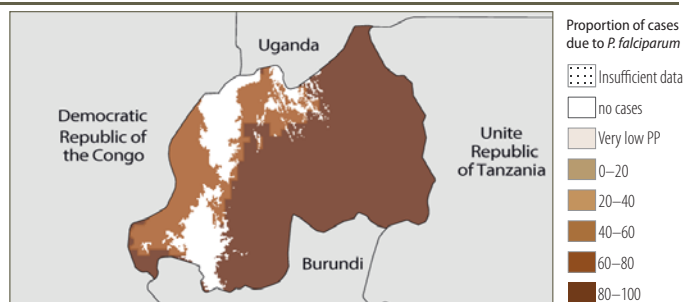 Proportion of cases
due to P. falciparum
Uganda
Democratic
Republic of
the Congo
Unite
Republic
of Tanzania
Burundi
Insufficient data
no cases
Very low PP
0–20
20–40
40–60
60–80
80–100